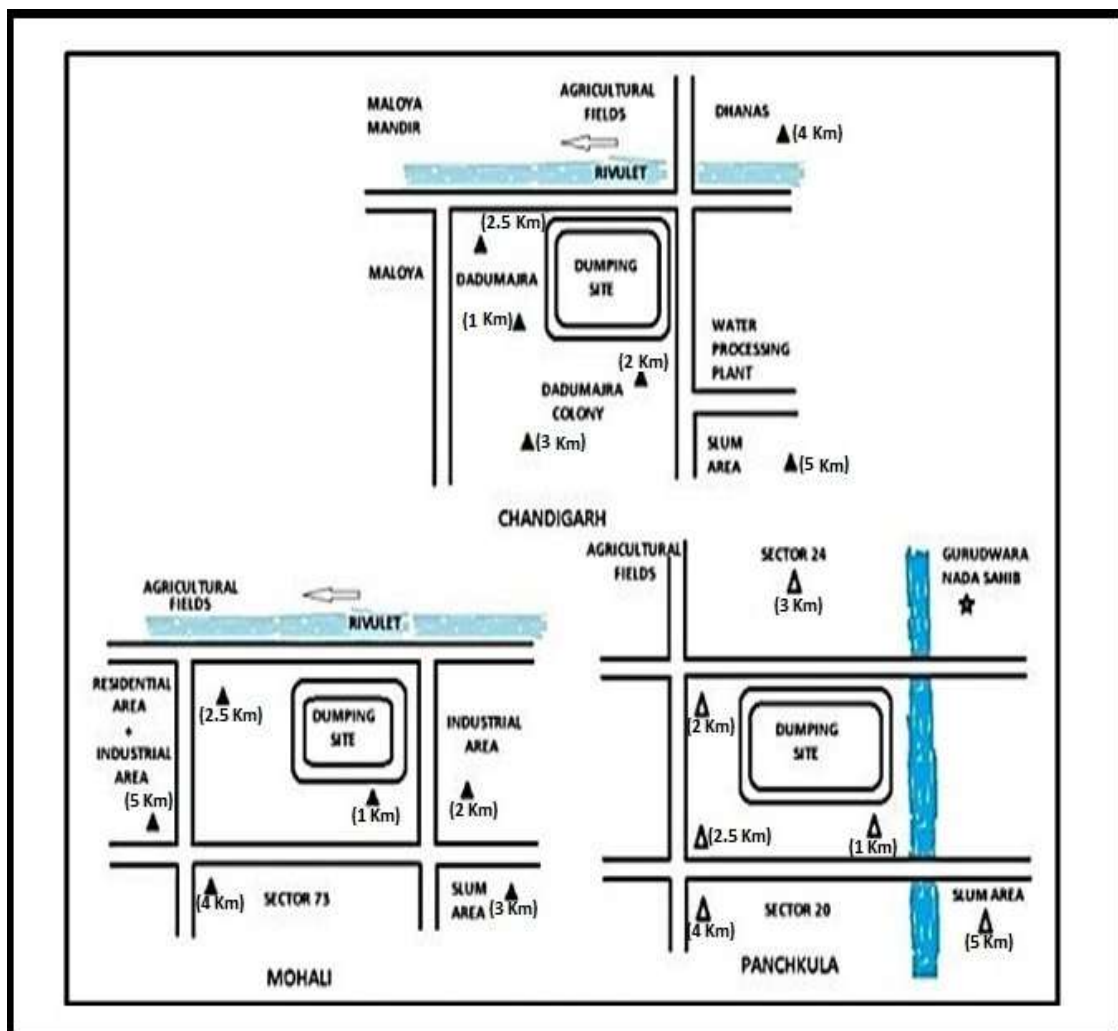 MALOYA
MANDIR
AGRICULTURAL
FIELDS
DHANAS
(4 Km)
RIVULET
(2.5 Km)
MALOYA
DADUMAJRA
DUMPING
SITE
(1 Km)
WATER
PROCESSING
PLANT
(2 Km)
DADUMAJRA
COLONY
(3 Km)
SLUM
AREA
(5 Km)
CHANDIGARH
AGRICULTURAL
FIELDS
RIVULET
RESIDENTIAL
AREA
+
INDUSTRIAL
AREA
(5 Km)
(2.5 Km)
DUMPING
SITE
INDUSTRIAL
AREA
(1 Km)
(2 Km)
(4 Km)
SECTOR 73
SLUM
AREA
(3 Km)
MOHALI
AGRICULTURAL
FIELDS
SECTOR 24
(3 Km)
GURUDWARA
NADA SAHIB
(2 Km)
DUMPING
SITE
(2.5 Km)
(1 Km)
(4 Km)
SECTOR 20
SLUM AREA
(5 Km)
PANCHKULA